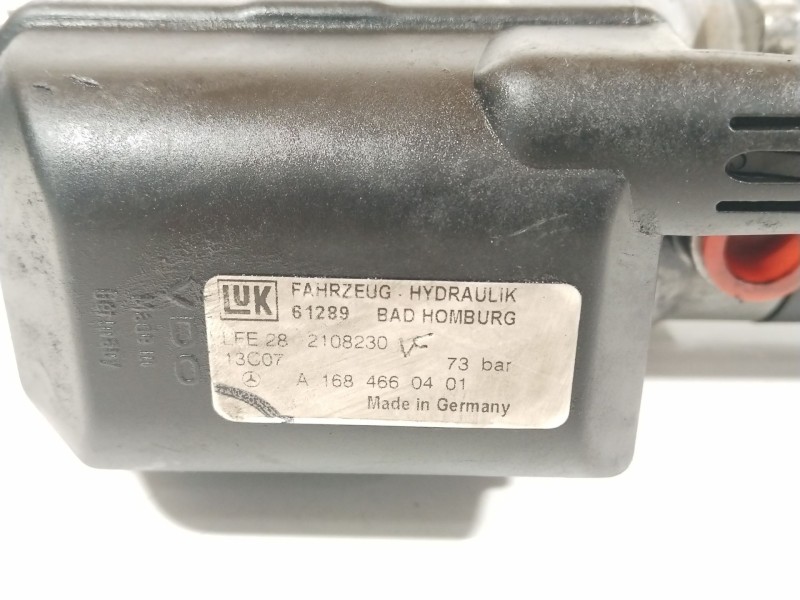 LUK FAHRZEUG - HYDRAULIK
61289 BAD HOMBURG
LFE 28 2108230 VF
13C07 73 bar
A 168 466 04 01
Made in Germany
VDO
Made in
Germany